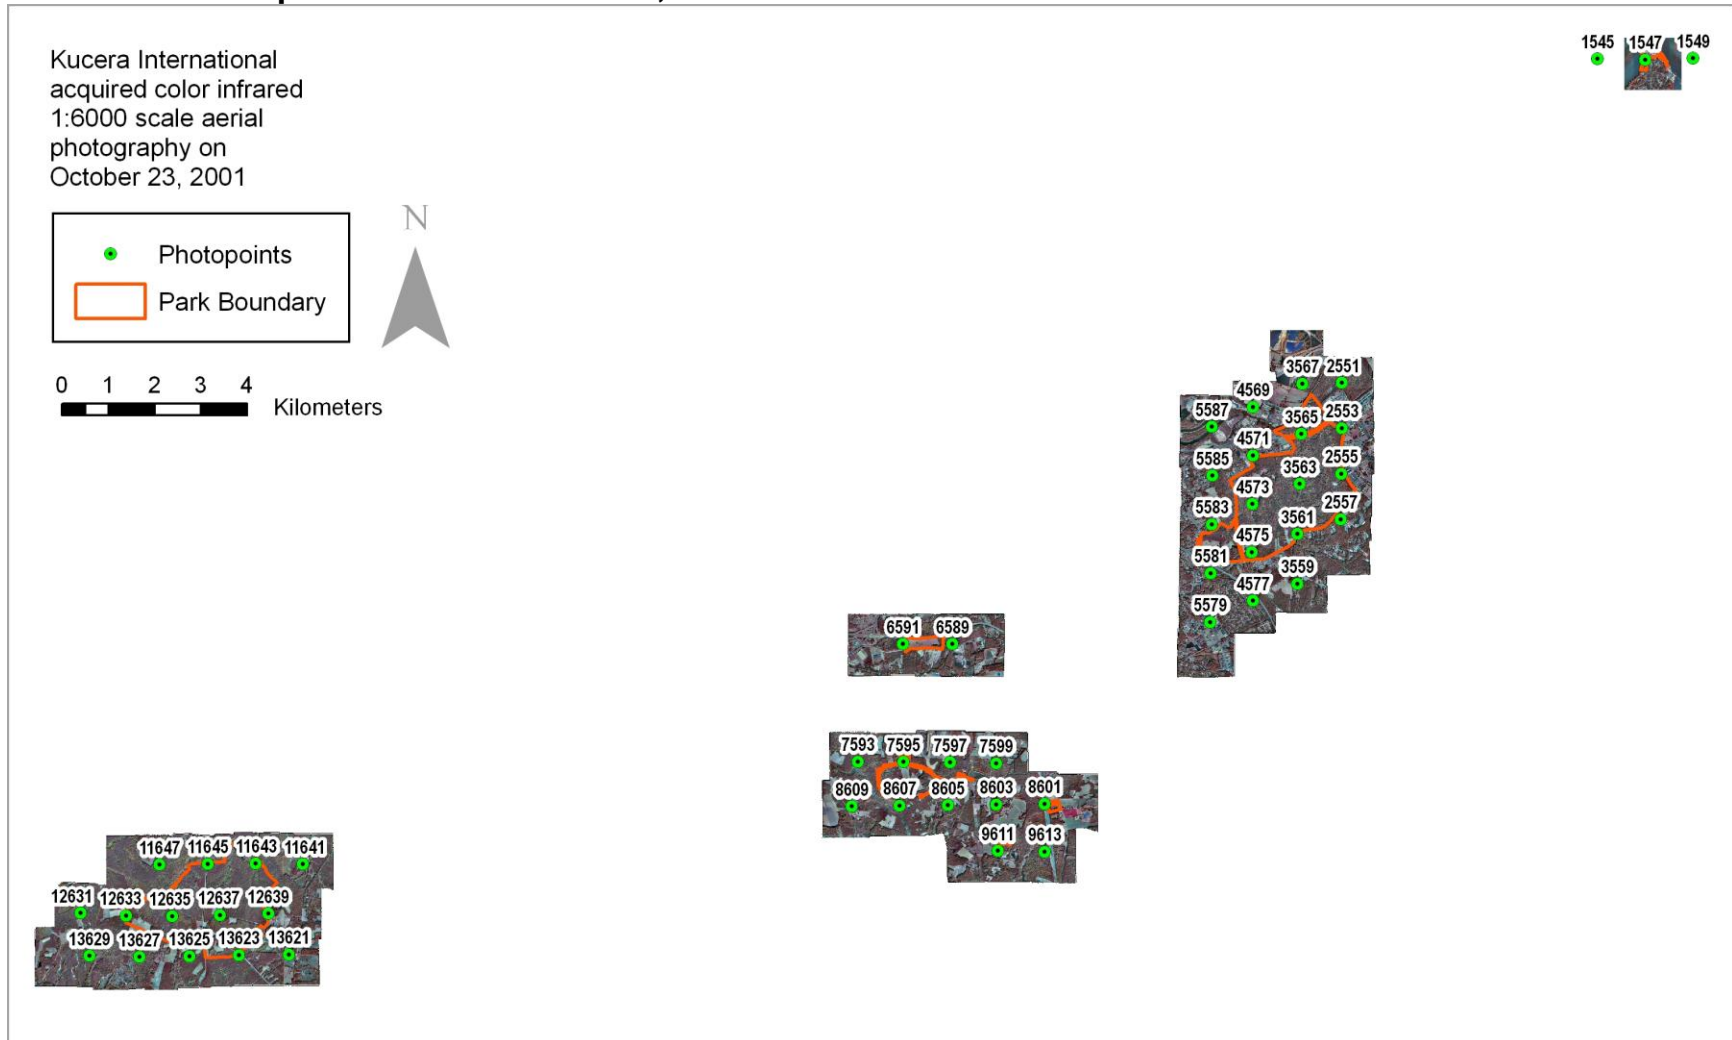 Kucera International
acquired color infrared
1:6000 scale aerial
photography on
October 23, 2001
N
Photopoints
Park Boundary
0 1 2 3 4
Kilometers
1545 1547 1549
3567 2551
4569
5587 3565 2553
4571
5585 3563 2555
4573
5583 3561 2557
4575
5581 3559
4577
5579
6591 6589
7593 7595 7597 7599
8609 8607 8605 8603 8601
9611 9613
11647 11645 11643 11641
12631 12633 12635 12637 12639
13629 13627 13625 13623 13621